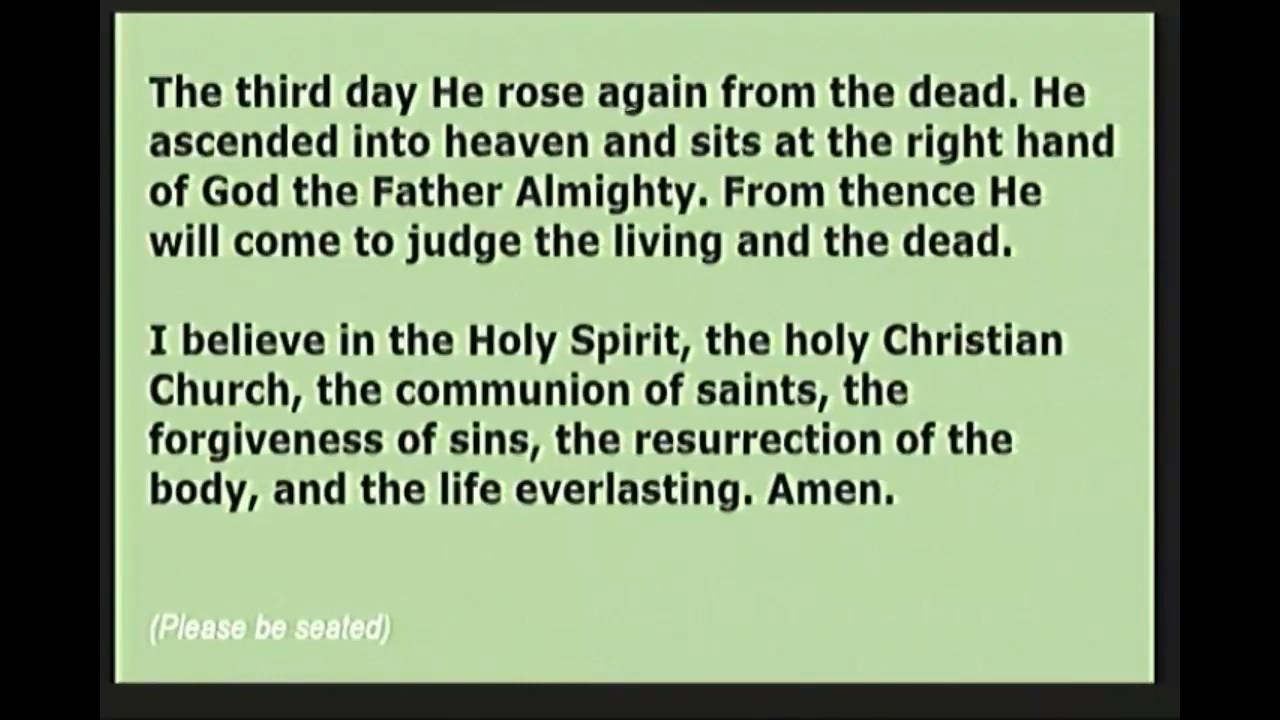 The third day He rose again from the dead. He
ascended into heaven and sits at the right hand
of God the Father Almighty. From thence He
will come to judge the living and the dead.
I believe in the Holy Spirit, the holy Christian
Church, the communion of saints, the
forgiveness of sins, the resurrection of the
body, and the life everlasting. Amen.
(Please be seated)